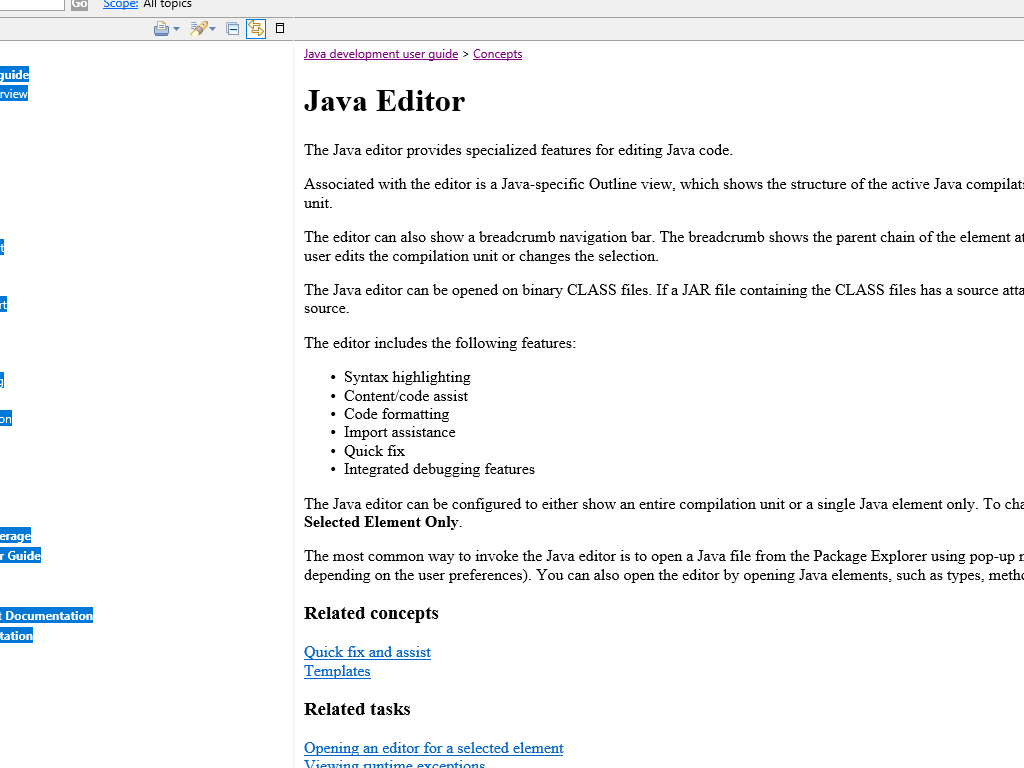 Go Scope: All topics
Java development user guide > Concepts
guide
rview
Java Editor
The Java editor provides specialized features for editing Java code.
Associated with the editor is a Java-specific Outline view, which shows the structure of the active Java compilati
unit.
The editor can also show a breadcrumb navigation bar. The breadcrumb shows the parent chain of the element at
user edits the compilation unit or changes the selection.
t
The Java editor can be opened on binary CLASS files. If a JAR file containing the CLASS files has a source atta
source.
rt
The editor includes the following features:
• Syntax highlighting
• Content/code assist
• Code formatting
• Import assistance
• Quick fix
• Integrated debugging features
g
on
The Java editor can be configured to either show an entire compilation unit or a single Java element only. To cha
Selected Element Only.
erage
r Guide
The most common way to invoke the Java editor is to open a Java file from the Package Explorer using pop-up m
depending on the user preferences). You can also open the editor by opening Java elements, such as types, metho
t Documentation
tation
Related concepts
Quick fix and assist
Templates
Related tasks
Opening an editor for a selected element
Viewing runtime exceptions